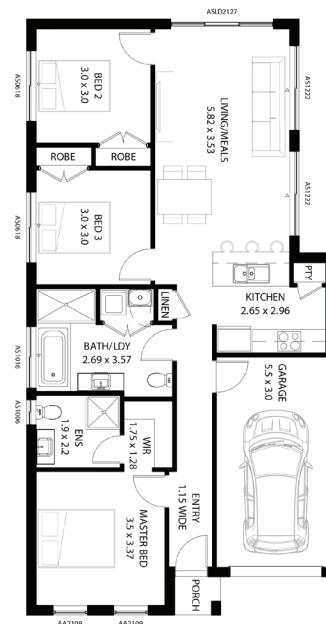 ASLD2127
AS0618
BED 2
3.0 x 3.0
LIVING/MEALS
5.82 x 3.53
AS1222
ROBE
ROBE
AS0618
BED 3
3.0 x 3.0
AS1222
PTY
LINEN
KITCHEN
2.65 x 2.96
BATH/LDY
2.69 x 3.57
AS1016
GARAGE
5.5 x 3.0
AS1006
ENS
1.9 x 2.2
WIR
1.75 x 1.28
ENTRY
1.15 WIDE
MASTER BED
3.5 x 3.37
PORCH
AA2109
AA2109